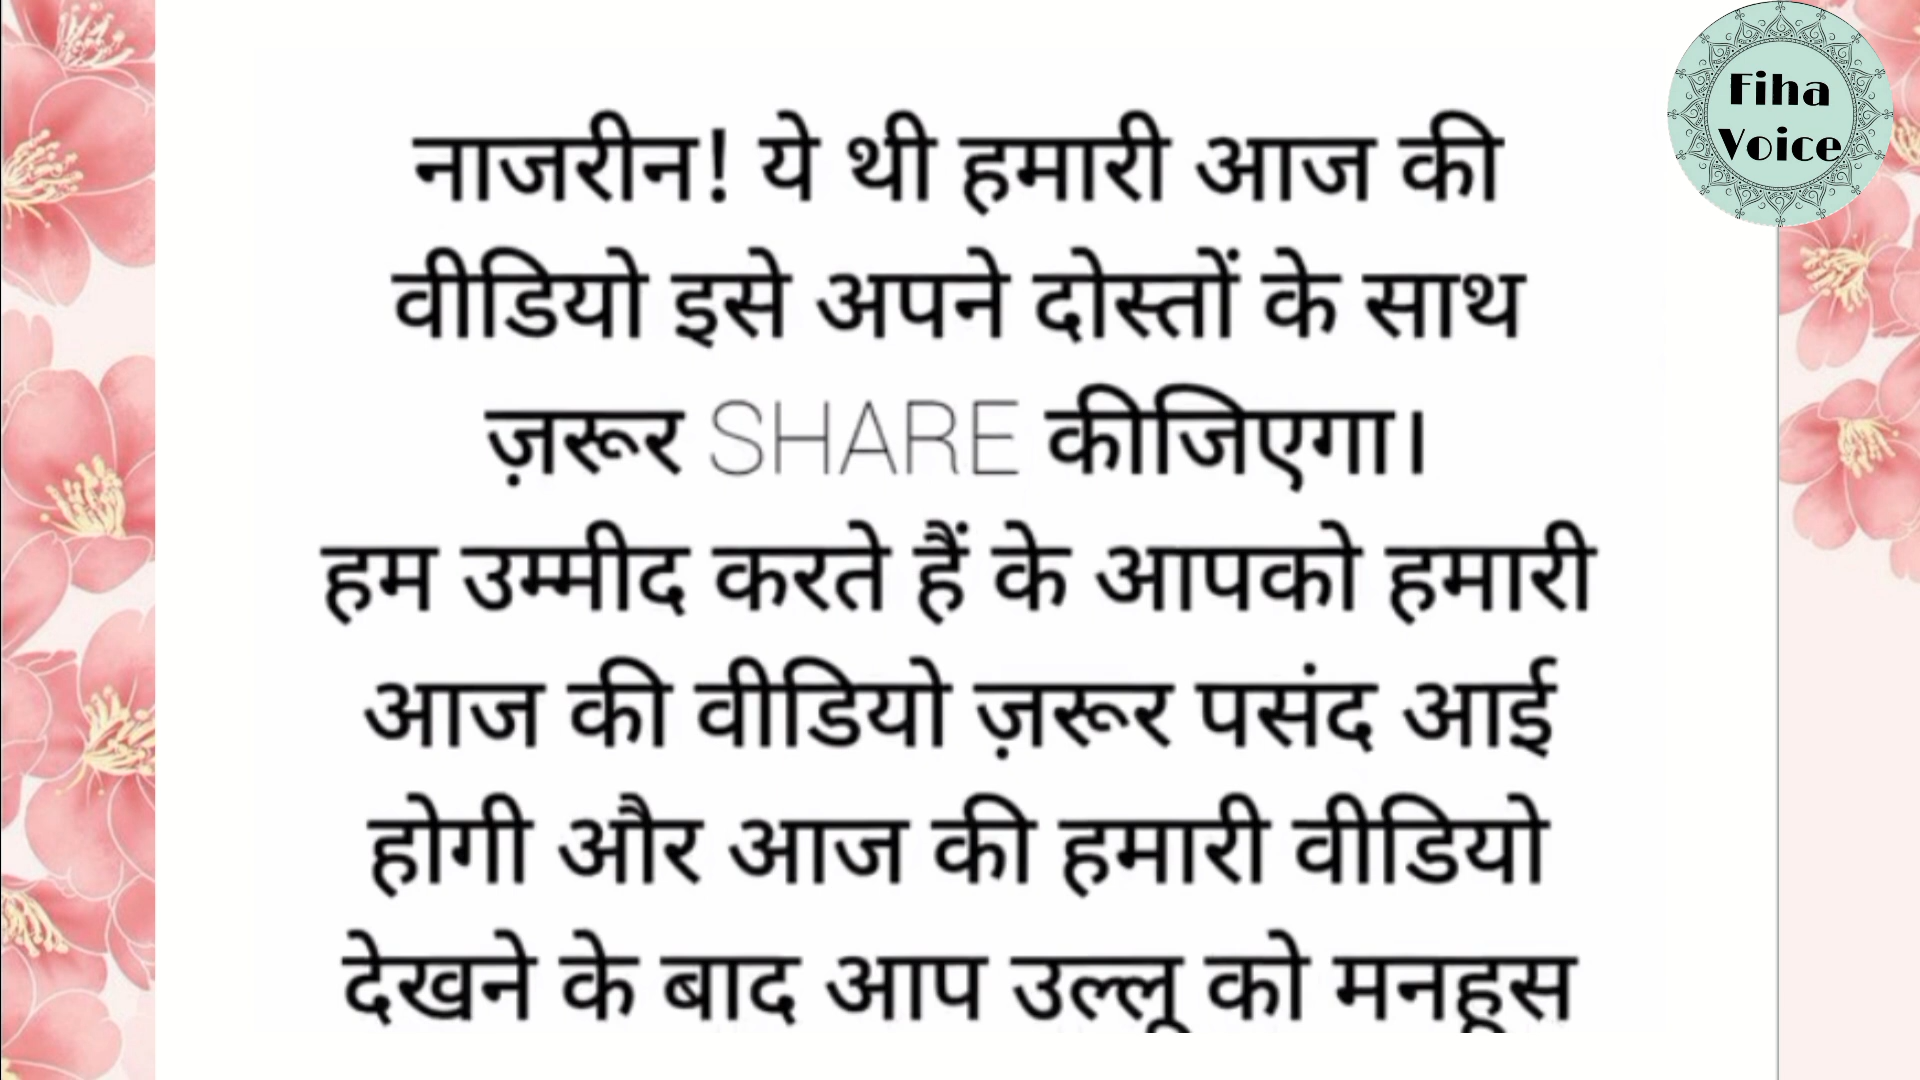 Fiha
Voice
नाजरीन! ये थी हमारी आज की
वीडियो इसे अपने दोस्तों के साथ
ज़रूर SHARE कीजिएगा।
हम उम्मीद करते हैं के आपको हमारी
आज की वीडियो ज़रूर पसंद आई
होगी और आज की हमारी वीडियो
देखने के बाद आप उल्लू को मनहूस